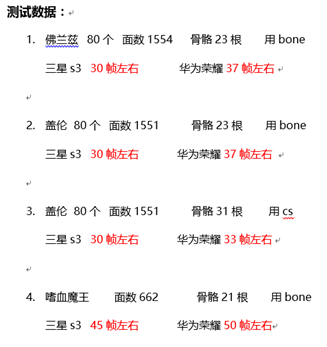 测试数据：
1. 佛兰兹 80 个 面数 1554 骨骼 23 根 用 bone
三星 s3 30 帧左右 华为荣耀 37 帧左右
2. 盖伦 80 个 面数 1551 骨骼 23 根 用 bone
三星 s3 30 帧左右 华为荣耀 37 帧左右
3. 盖伦 80 个 面数 1551 骨骼 31 根 用 cs
三星 s3 30 帧左右 华为荣耀 33 帧左右
4. 嗜血魔王 面数 662 骨骼 21 根 用 bone
三星 s3 45 帧左右 华为荣耀 50 帧左右